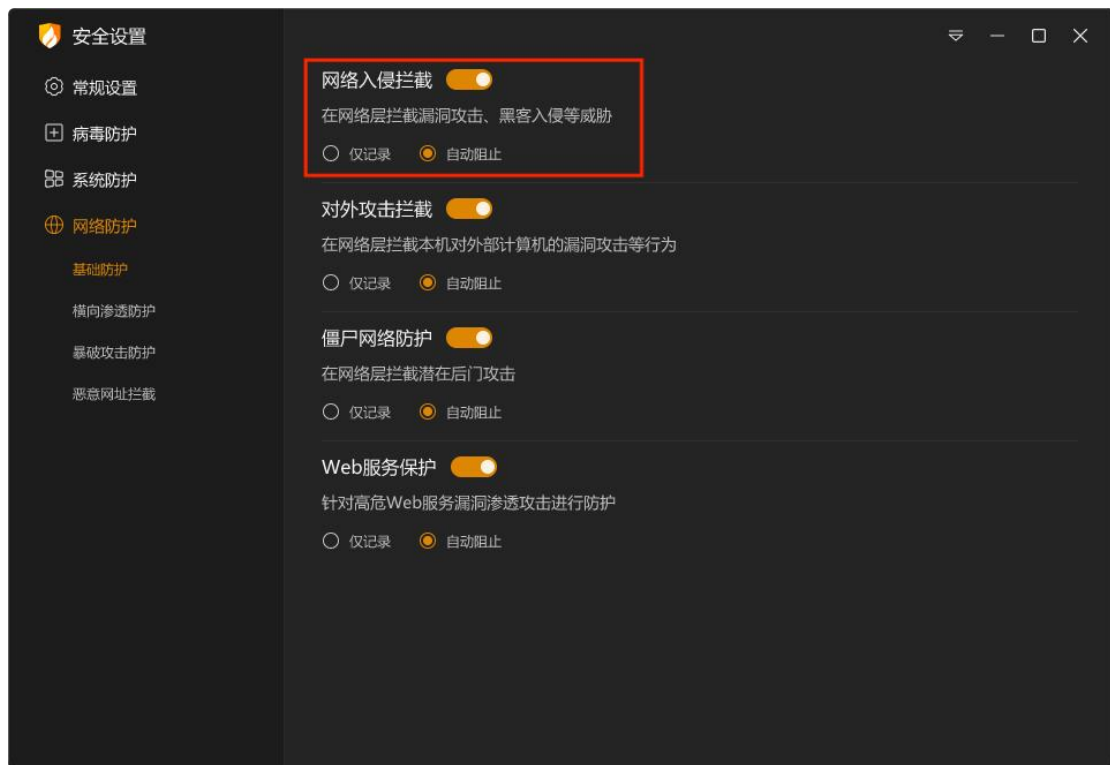 安全设置
常规设置
病毒防护
系统防护
网络防护
基础防护
横向渗透防护
暴破攻击防护
恶意网址拦截
网络入侵拦截
在网络层拦截漏洞攻击、黑客入侵等威胁
仅记录 自动阻止
对外攻击拦截
在网络层拦截本机对外部计算机的漏洞攻击等行为
仅记录 自动阻止
僵尸网络防护
在网络层拦截潜在后门攻击
仅记录 自动阻止
Web服务保护
针对高危Web服务漏洞渗透攻击进行防护
仅记录 自动阻止